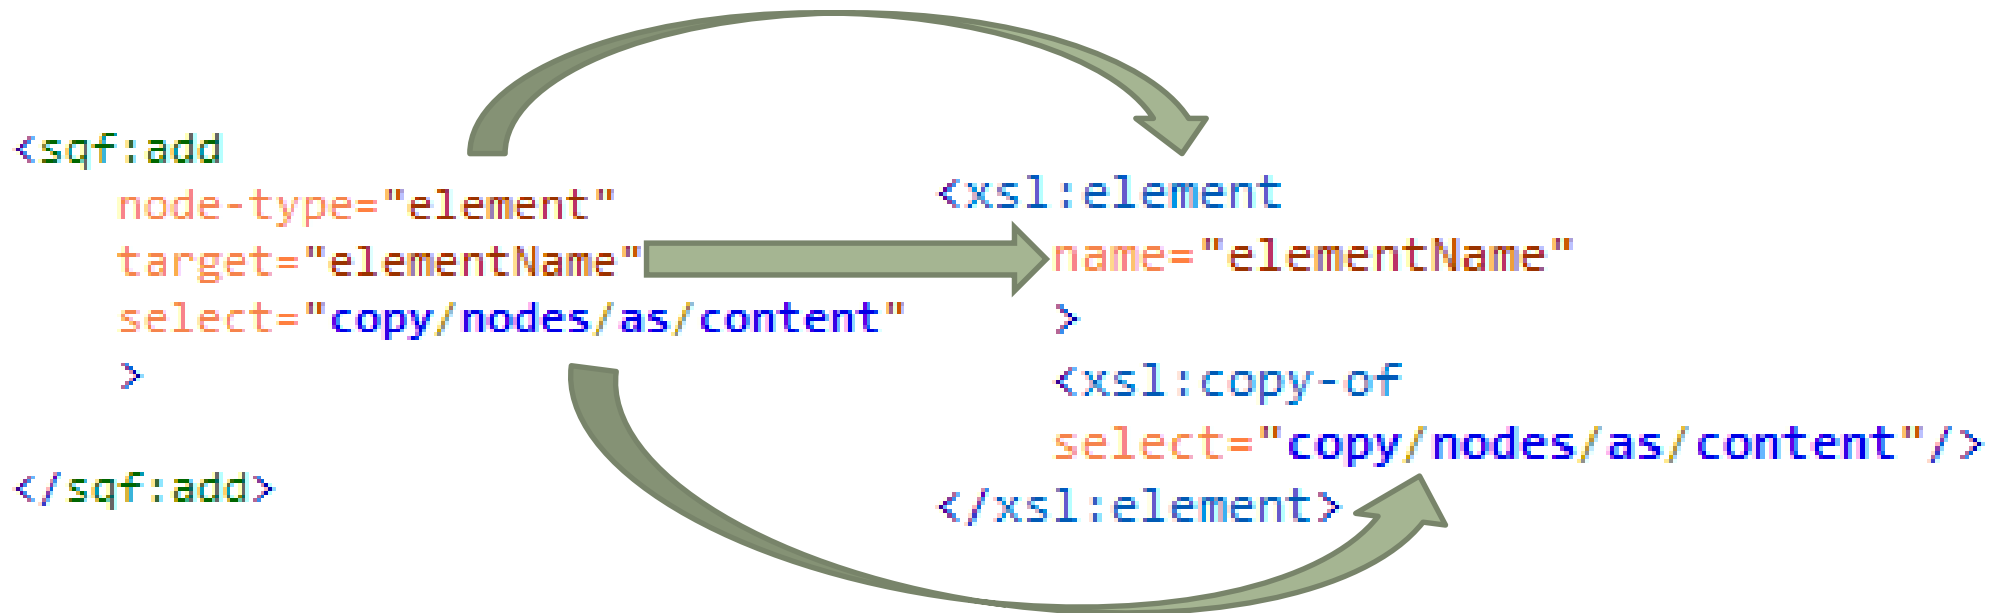 <sqf:add
node-type="element"
target="elementName"
select="copy/nodes/as/content"
>
</sqf:add>
<xsl:element
name="elementName"
>
<xsl:copy-of
select="copy/nodes/as/content"/>
</xsl:element>